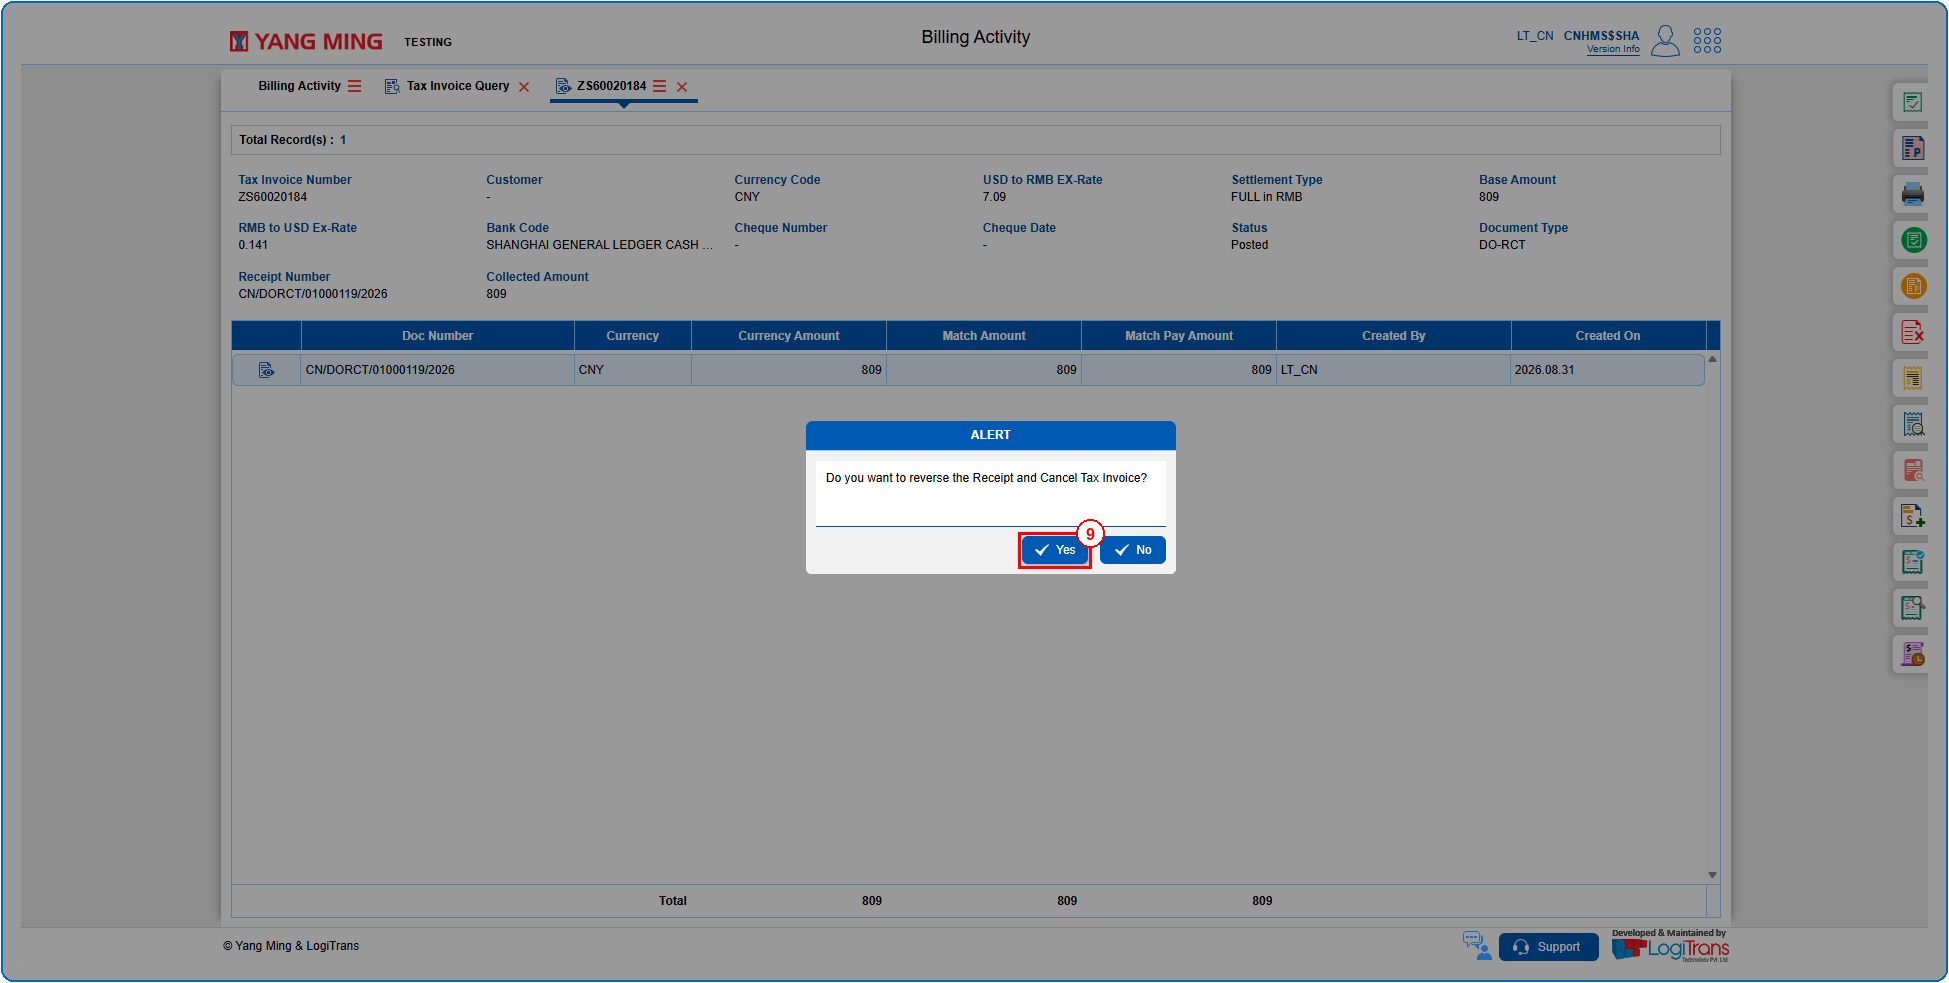 YANG MING TESTING
Billing Activity
LT_CN CNHMS$SHA
Version Info
Billing Activity Tax Invoice Query ZS60020184
Total Record(s) : 1
Tax Invoice Number Customer Currency Code USD to RMB EX-Rate Settlement Type Base Amount
ZS60020184 - CNY 7.09 FULL in RMB 809
RMB to USD Ex-Rate Bank Code Cheque Number Cheque Date Status Document Type
0.141 SHANGHAI GENERAL LEDGER CASH ... - - Posted DO-RCT
Receipt Number Collected Amount
CN/DORCT/01000119/2026 809
Doc Number Currency Currency Amount Match Amount Match Pay Amount Created By Created On
CN/DORCT/01000119/2026 CNY 809 809 809 LT_CN 2026.08.31
ALERT
Do you want to reverse the Receipt and Cancel Tax Invoice?
9
Yes No
Total 809 809 809
© Yang Ming & LogiTrans
Support
Developed & Maintained by
LogiTrans
Technology Pvt. Ltd.